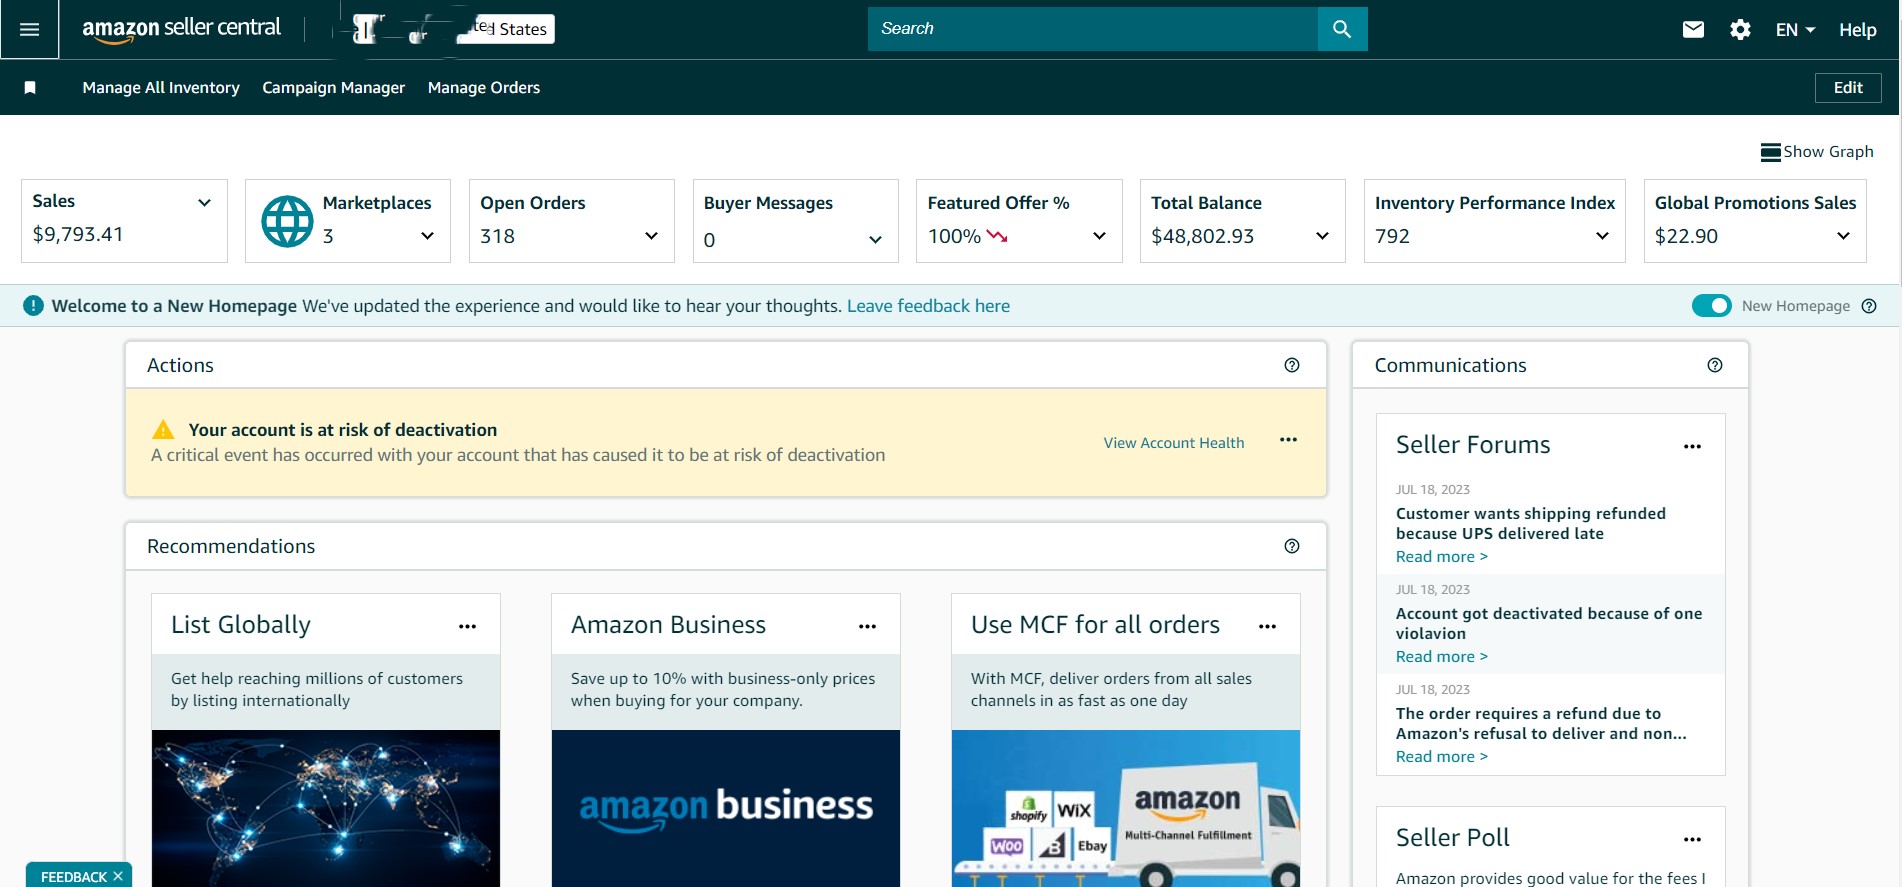 amazon seller central
States
Search
EN
Help
Manage All Inventory
Campaign Manager
Manage Orders
Edit
Show Graph
Sales
$9,793.41
Marketplaces
3
Open Orders
318
Buyer Messages
0
Featured Offer %
100%
Total Balance
$48,802.93
Inventory Performance Index
792
Global Promotions Sales
$22.90
Welcome to a New Homepage We've updated the experience and would like to hear your thoughts. Leave feedback here
New Homepage
Actions
Your account is at risk of deactivation
A critical event has occurred with your account that has caused it to be at risk of deactivation
View Account Health
Recommendations
List Globally
Get help reaching millions of customers
by listing internationally
Amazon Business
Save up to 10% with business-only prices
when buying for your company.
amazon business
Use MCF for all orders
With MCF, deliver orders from all sales
channels in as fast as one day
shopify
WiX
WOO
B
Ebay
amazon
Multi-Channel Fulfillment
Communications
Seller Forums
JUL 18, 2023
Customer wants shipping refunded
because UPS delivered late
Read more >
JUL 18, 2023
Account got deactivated because of one
violavion
Read more >
JUL 18, 2023
The order requires a refund due to
Amazon's refusal to deliver and non...
Read more >
Seller Poll
Amazon provides good value for the fees I
FEEDBACK